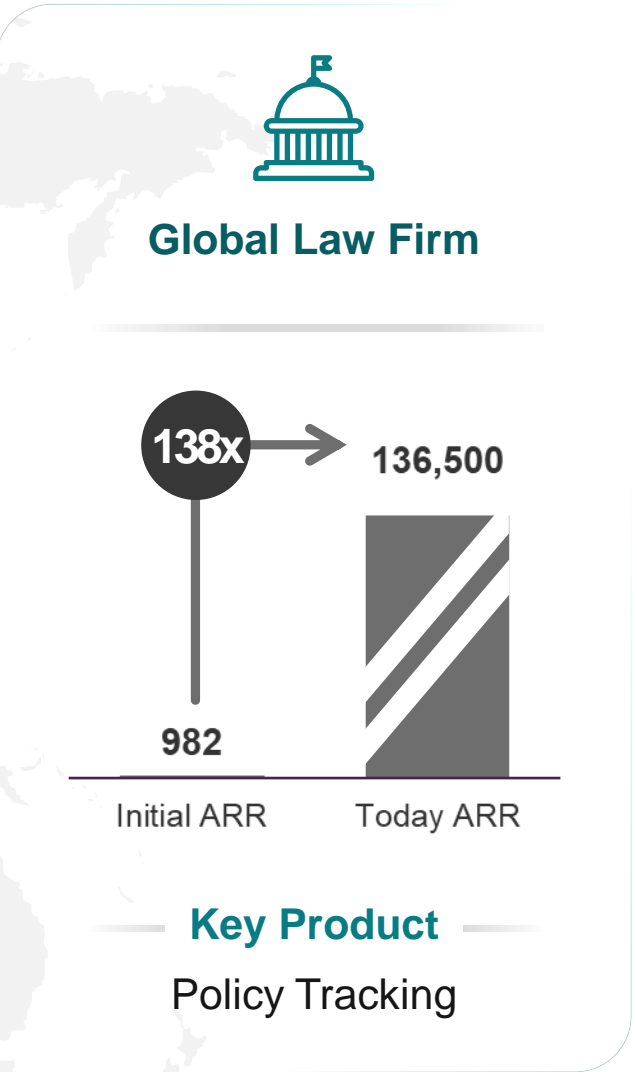 Global Law Firm
138x
136,500
982
Initial ARR
Today ARR
Key Product
Policy Tracking